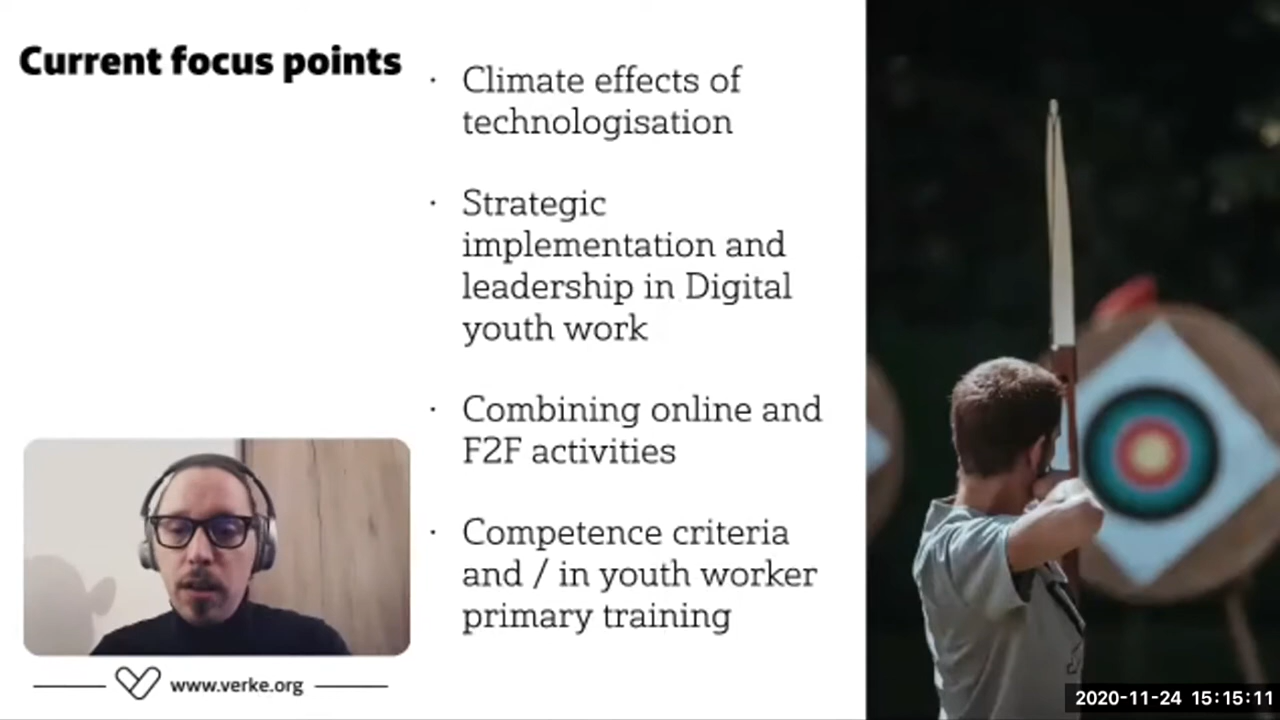 Current focus points
· Climate effects of
technologisation
· Strategic
implementation and
leadership in Digital
youth work
· Combining online and
F2F activities
· Competence criteria
and / in youth worker
primary training
www.verke.org
2020-11-24 15:15:11